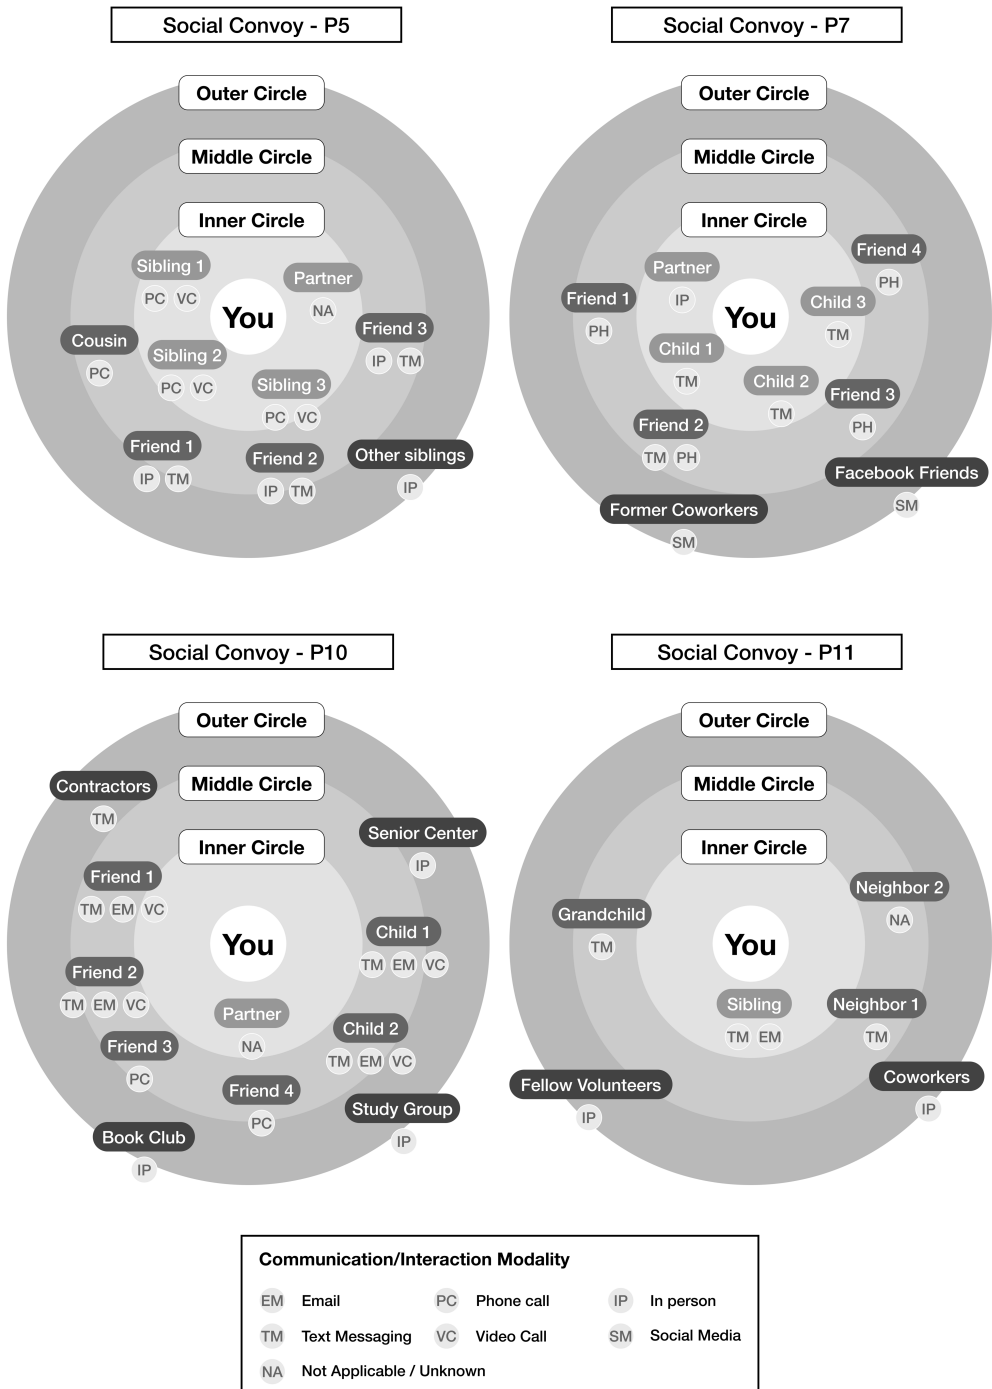 Social Convoy - P5
Outer Circle
Middle Circle
Inner Circle
Sibling 1
PC VC
Partner
NA
You
Cousin
PC
Friend 3
IP TM
Sibling 2
PC VC
Sibling 3
PC VC
Friend 1
IP TM
Friend 2
IP TM
Other siblings
IP
Social Convoy - P7
Outer Circle
Middle Circle
Inner Circle
Friend 4
PH
Partner
IP
Friend 1
PH
Child 3
TM
You
Child 1
TM
Child 2
TM
Friend 3
PH
Friend 2
TM PH
Facebook Friends
SM
Former Coworkers
SM
Social Convoy - P10
Outer Circle
Middle Circle
Inner Circle
Contractors
TM
Senior Center
IP
Friend 1
TM EM VC
You
Child 1
TM EM VC
Friend 2
TM EM VC
Partner
NA
Child 2
TM EM VC
Friend 3
PC
Friend 4
PC
Study Group
IP
Book Club
IP
Social Convoy - P11
Outer Circle
Middle Circle
Inner Circle
Neighbor 2
NA
Grandchild
TM
You
Sibling
TM EM
Neighbor 1
TM
Fellow Volunteers
IP
Coworkers
IP
Communication/Interaction Modality
EM Email PC Phone call IP In person
TM Text Messaging VC Video Call SM Social Media
NA Not Applicable / Unknown